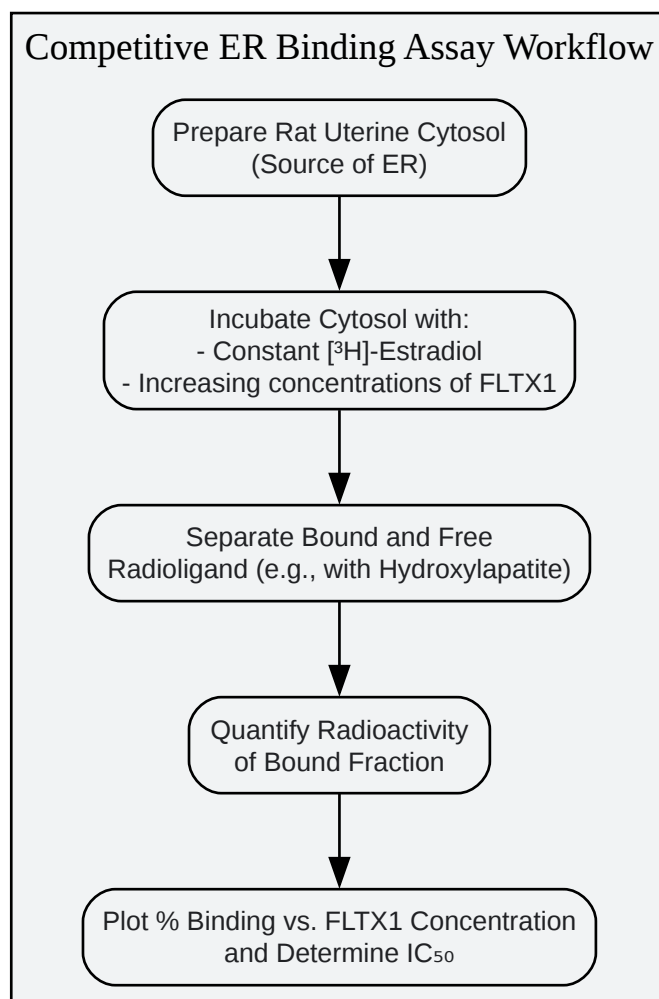 Competitive ER Binding Assay Workflow
Prepare Rat Uterine Cytosol
(Source of ER)
Incubate Cytosol with:
- Constant [³H]-Estradiol
- Increasing concentrations of FLTX1
Separate Bound and Free
Radioligand (e.g., with Hydroxylapatite)
Quantify Radioactivity
of Bound Fraction
Plot % Binding vs. FLTX1 Concentration
and Determine IC₅₀